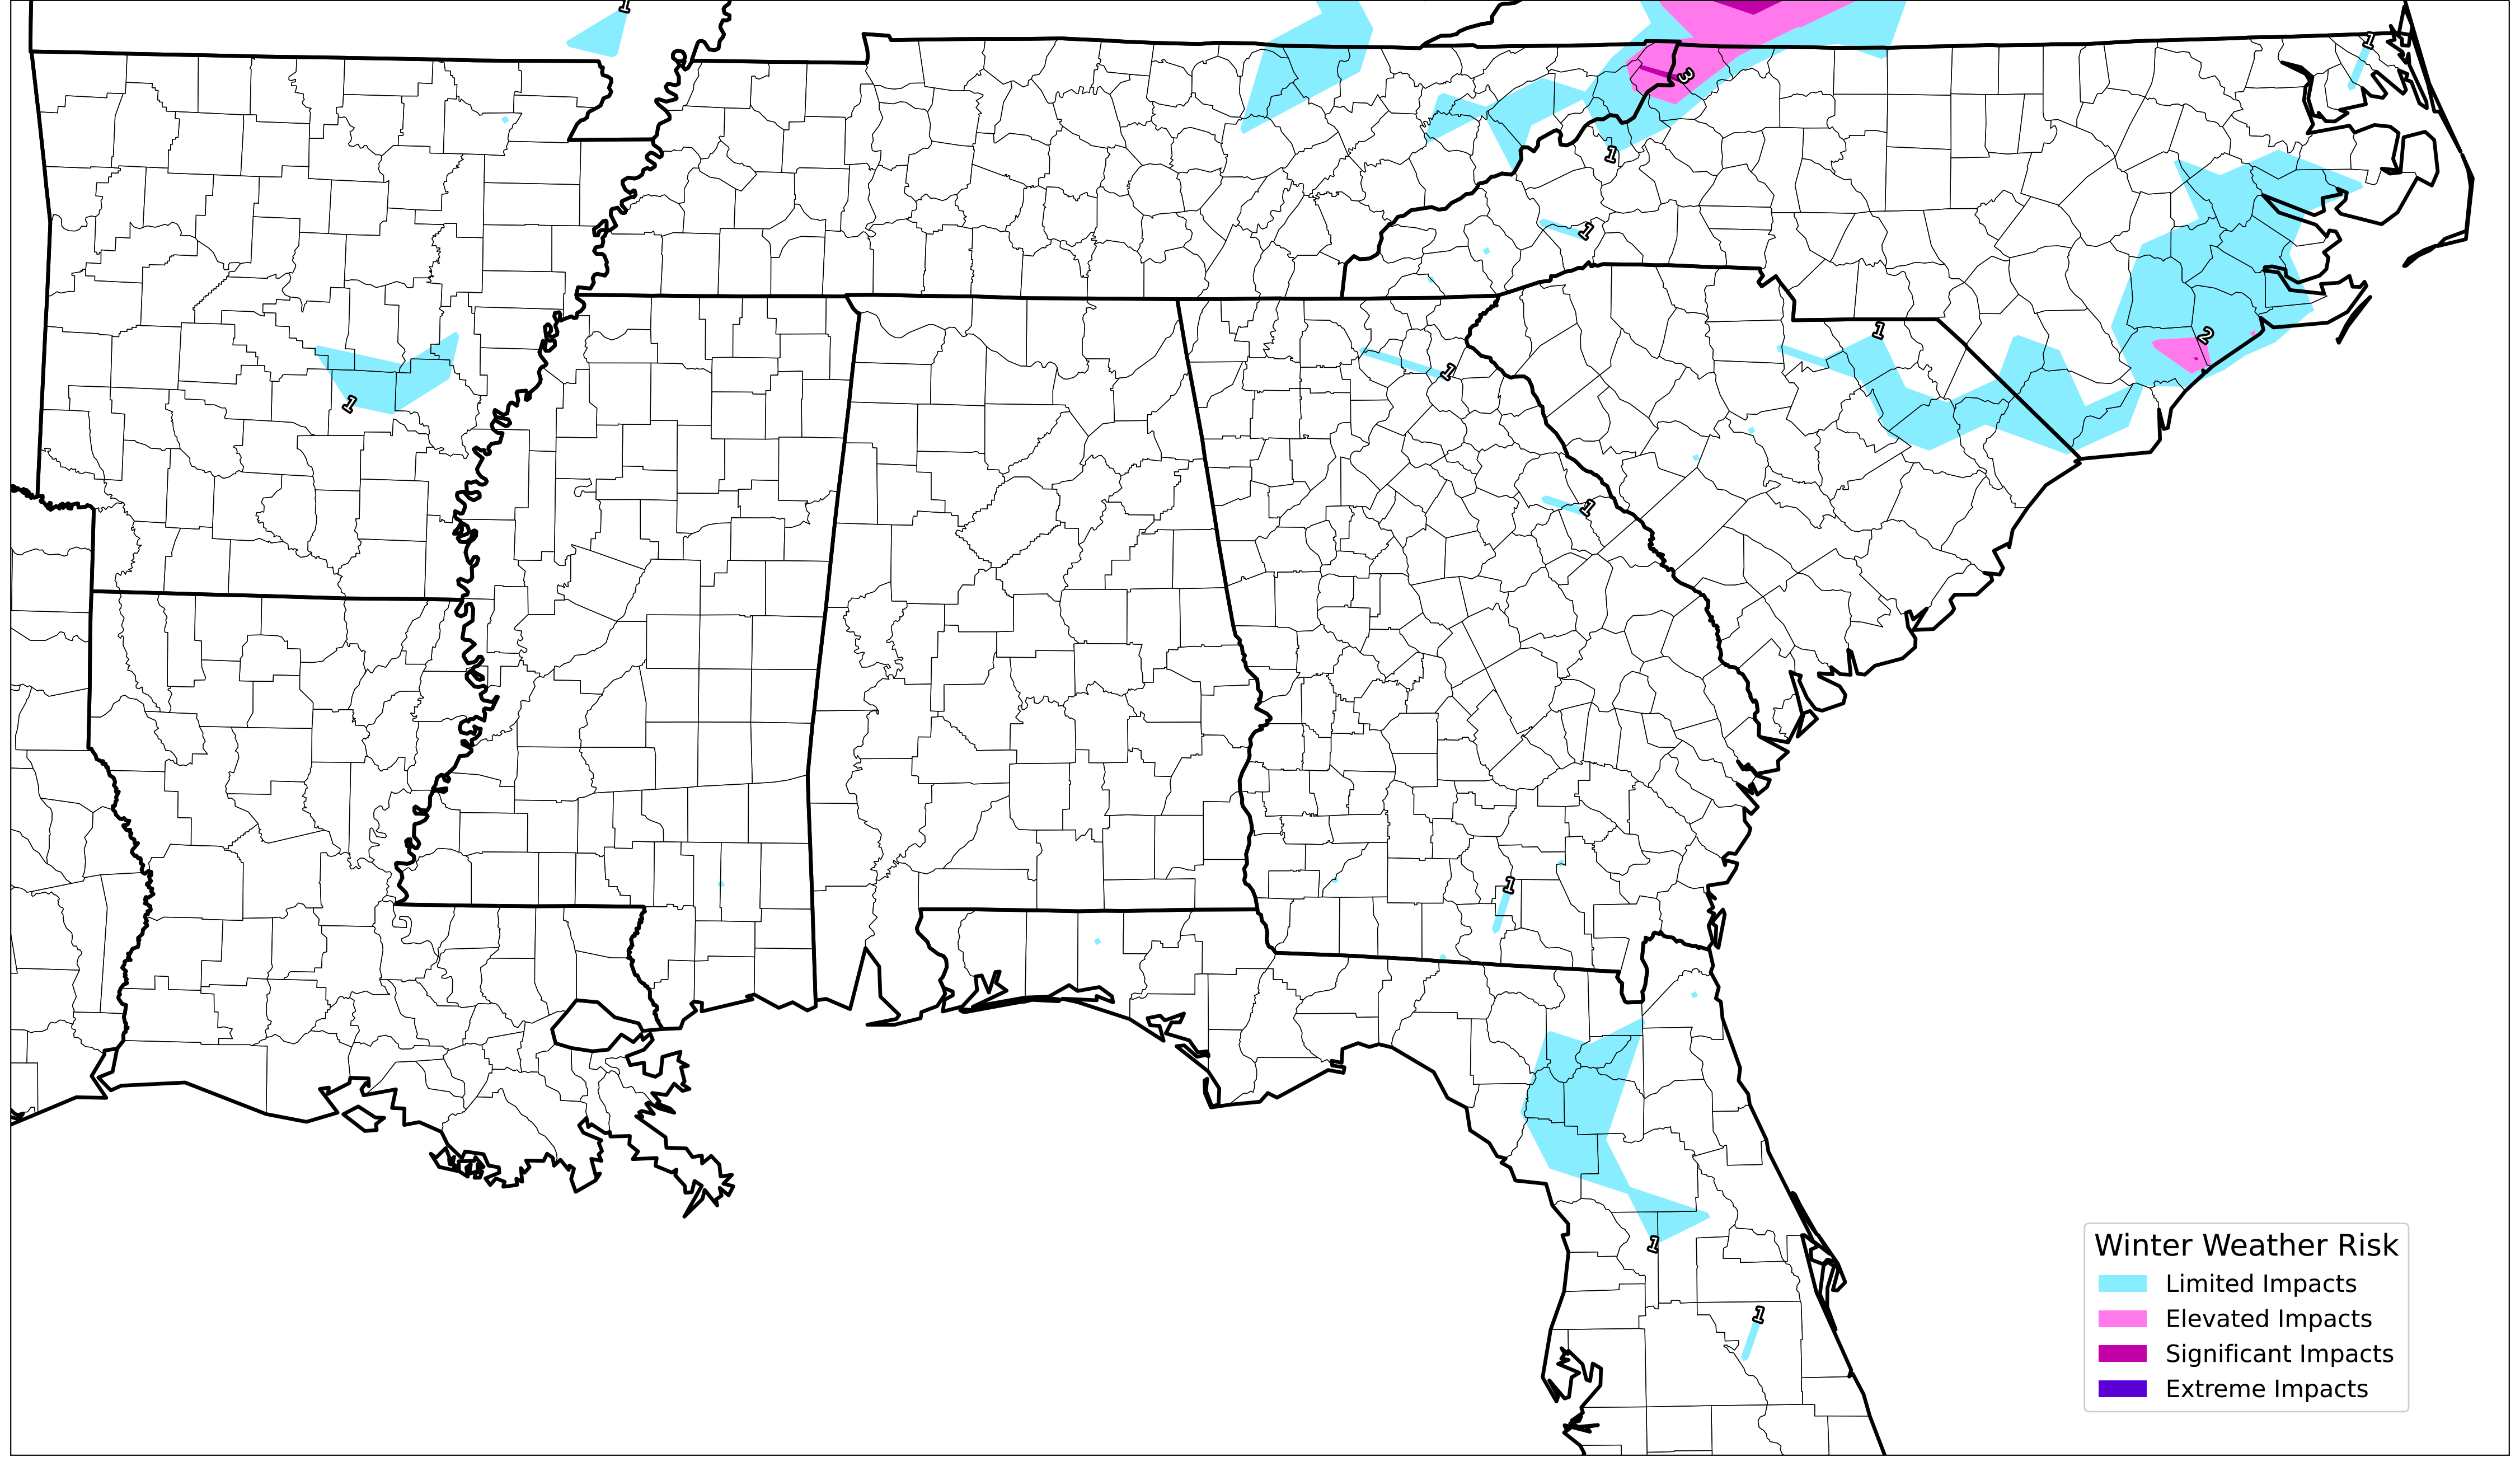 1
1
3
1
1
1
2
1
1
1
1
1
1
Winter Weather Risk
Limited Impacts
Elevated Impacts
Significant Impacts
Extreme Impacts